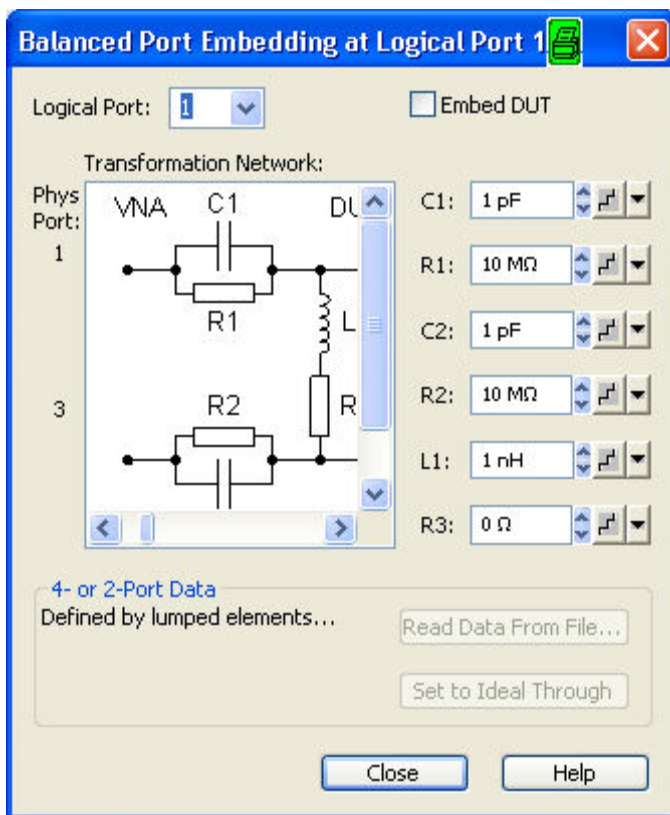 Balanced Port Embedding at Logical Port 1
Logical Port: 1
Embed DUT
Transformation Network:
Phys Port:
1
3
VNA
C1
DU
R1
L
R2
R
C1: 1 pF
R1: 10 MΩ
C2: 1 pF
R2: 10 MΩ
L1: 1 nH
R3: 0 Ω
4- or 2-Port Data
Defined by lumped elements...
Read Data From File...
Set to Ideal Through
Close
Help